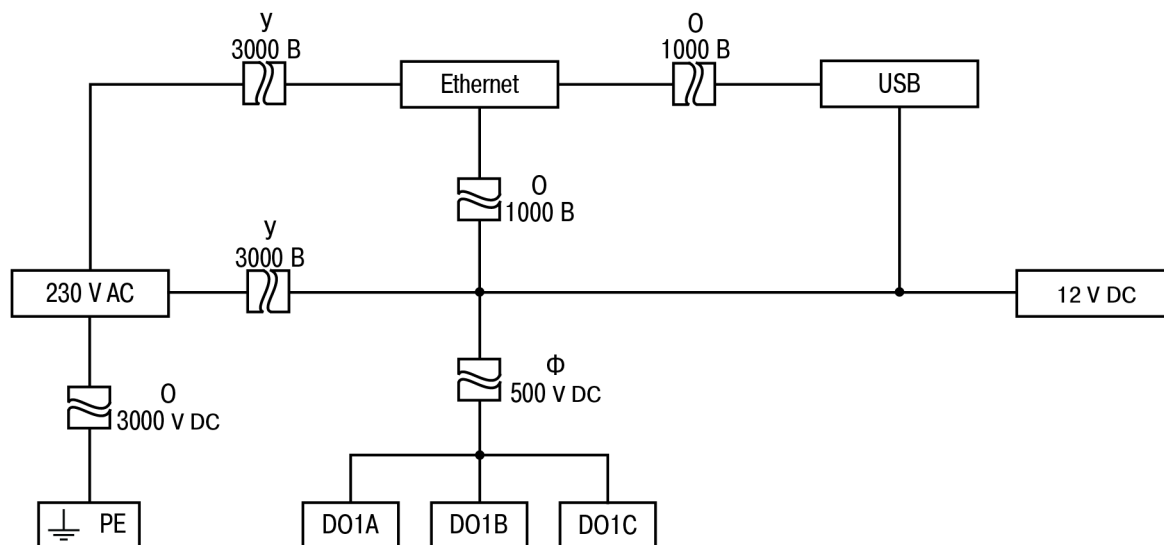 у
3000 В
Ethernet
О
1000 В
USB
О
1000 В
у
3000 В
230 V AC
12 V DC
Ф
500 V DC
О
3000 V DC
PE
DO1A
DO1B
DO1C